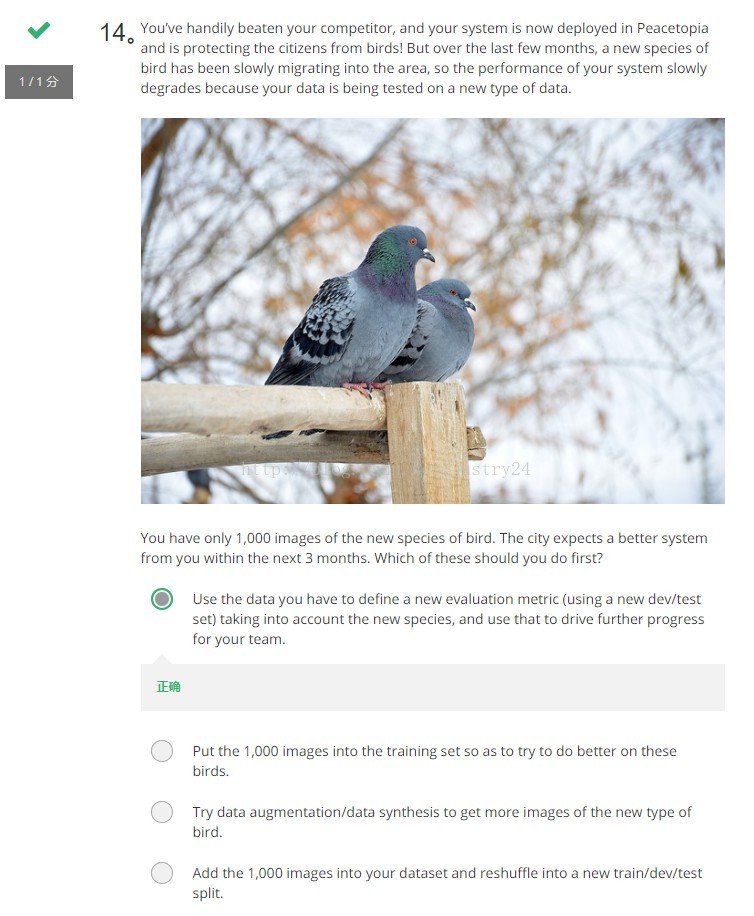 14。
You've handily beaten your competitor, and your system is now deployed in Peacetopia
and is protecting the citizens from birds! But over the last few months, a new species of
bird has been slowly migrating into the area, so the performance of your system slowly
degrades because your data is being tested on a new type of data.
1 / 1 分
stry24
You have only 1,000 images of the new species of bird. The city expects a better system
from you within the next 3 months. Which of these should you do first?
Use the data you have to define a new evaluation metric (using a new dev/test
set) taking into account the new species, and use that to drive further progress
for your team.
正确
Put the 1,000 images into the training set so as to try to do better on these
birds.
Try data augmentation/data synthesis to get more images of the new type of
bird.
Add the 1,000 images into your dataset and reshuffle into a new train/dev/test
split.